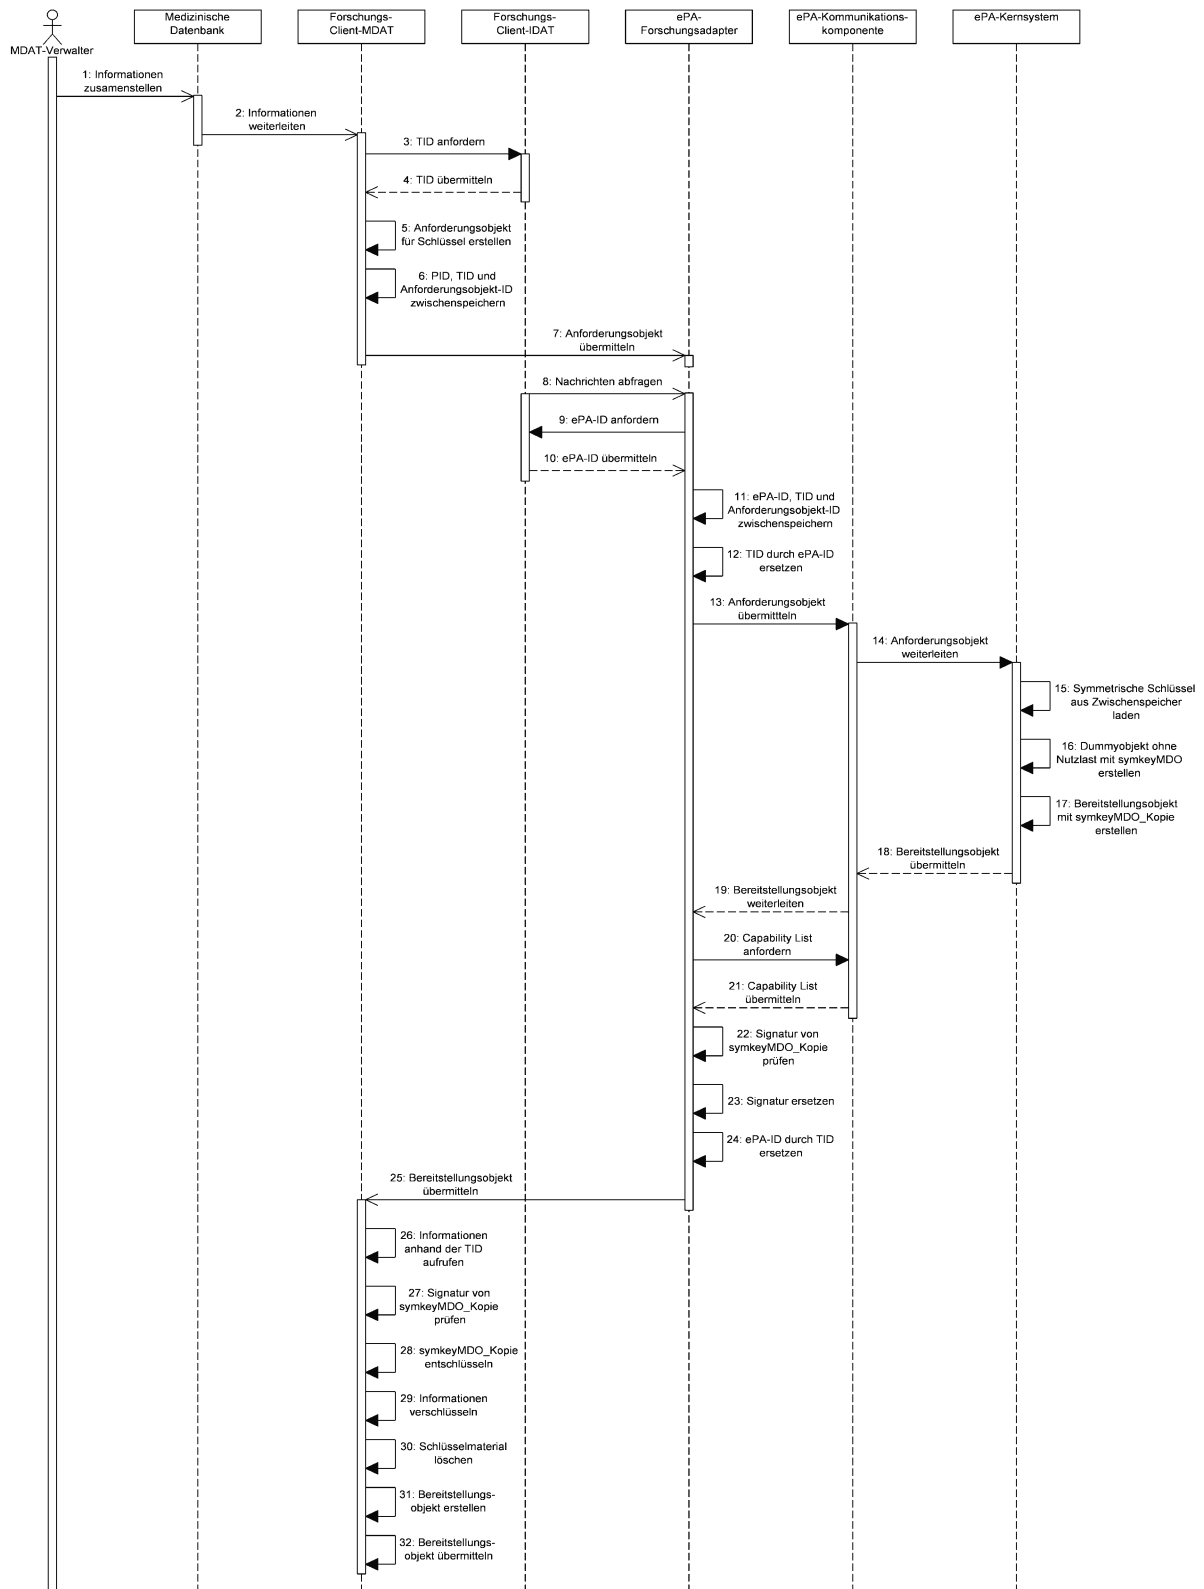 MDAT-Verwalter
Medizinische
Datenbank
Forschungs-
Client-MDAT
Forschungs-
Client-IDAT
ePA-
Forschungsadapter
ePA-Kommunikations-
komponente
ePA-Kernsystem
1: Informationen
zusamenstellen
2: Informationen
weiterleiten
3: TID anfordern
4: TID übermitteln
5: Anforderungsobjekt
für Schlüssel erstellen
6: PID, TID und
Anforderungsobjekt-ID
zwischenspeichern
7: Anforderungsobjekt
übermitteln
8: Nachrichten abfragen
9: ePA-ID anfordern
10: ePA-ID übermitteln
11: ePA-ID, TID und
Anforderungsobjekt-ID
zwischenspeichern
12: TID durch ePA-ID
ersetzen
13: Anforderungsobjekt
übermittteln
14: Anforderungsobjekt
weiterleiten
15: Symmetrische Schlüssel
aus Zwischenspeicher
laden
16: Dummyobjekt ohne
Nutzlast mit symkeyMDO
erstellen
17: Bereitstellungsobjekt
mit symkeyMDO_Kopie
erstellen
18: Bereitstellungsobjekt
übermitteln
19: Bereitstellungsobjekt
weiterleiten
20: Capability List
anfordern
21: Capability List
übermitteln
22: Signatur von
symkeyMDO_Kopie
prüfen
23: Signatur ersetzen
24: ePA-ID durch TID
ersetzen
25: Bereitstellungsobjekt
übermitteln
26: Informationen
anhand der TID
aufrufen
27: Signatur von
symkeyMDO_Kopie
prüfen
28: symkeyMDO_Kopie
entschlüseln
29: Informationen
verschlüseln
30: Schlüsselmaterial
löschen
31: Bereitstellungs-
objekt erstellen
32: Bereitstellungs-
objekt übermitteln